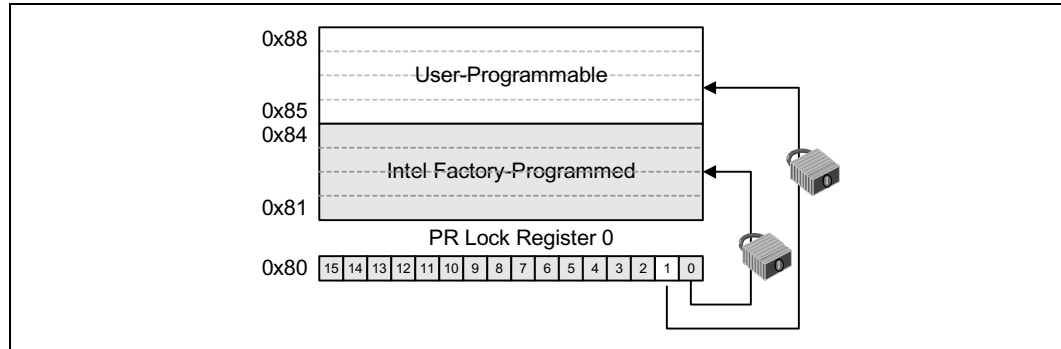 0x88
User-Programmable
0x85
0x84
Intel Factory-Programmed
0x81
PR Lock Register 0
0x80 15 14 13 12 11 10 9 8 7 6 5 4 3 2 1 0